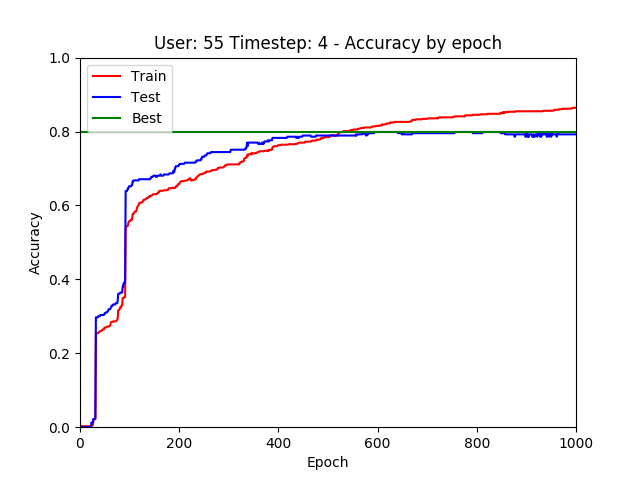 User: 55 Timestep: 4 - Accuracy by epoch
1.0
Train
Test
Best
0.8
0.6
0.4
0.2
0.0
Accuracy
0 200 400 600 800 1000
Epoch